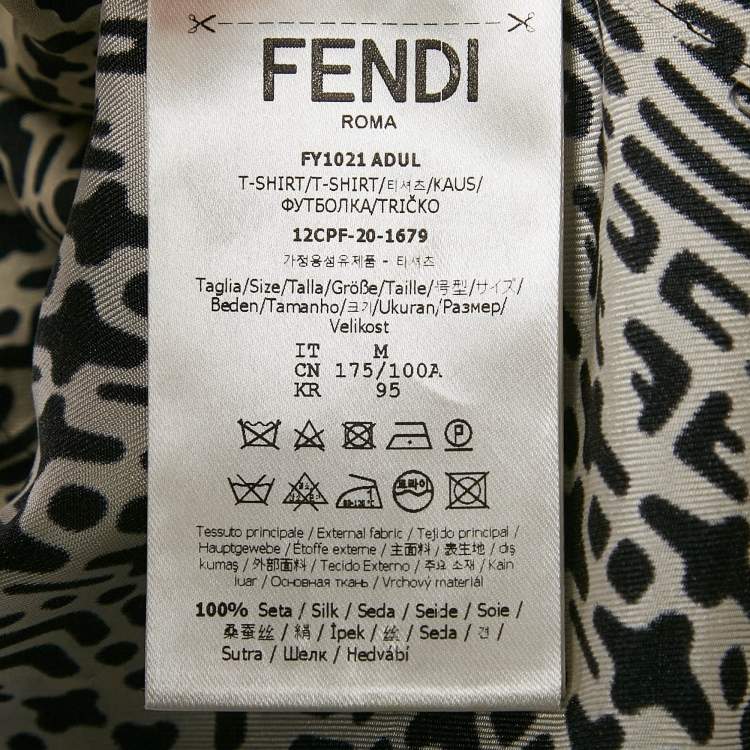 FENDI
ROMA
FY1021 ADUL
T-SHIRT/T-SHIRT/티셔츠/KAUS/
ФУТБОЛКА/TRIČKO
12CPF-20-1679
가정용섬유제품 - 티셔츠
Taglia/Size/Talla/Größe/Taille/号型/サイズ/
Beden/Tamanho/크기/Ukuran/Размер/
Velikost
IT M
CN 175/100A
KR 95
드라이
Tessuto principale / External fabric / Tejido principal /
Hauptgewebe / Étoffe externe / 主面料 / 表生地 / dış
kumaş / 外部面料 / Tecido Externo / 주요 소재 / Kain
luar / Основная ткань / Vrchový materiál
100% Seta / Silk / Seda / Seide / Soie /
桑蚕丝 / 絹 / İpek / 丝 / Seda / 견 /
Sutra / Шелк / Hedvábí